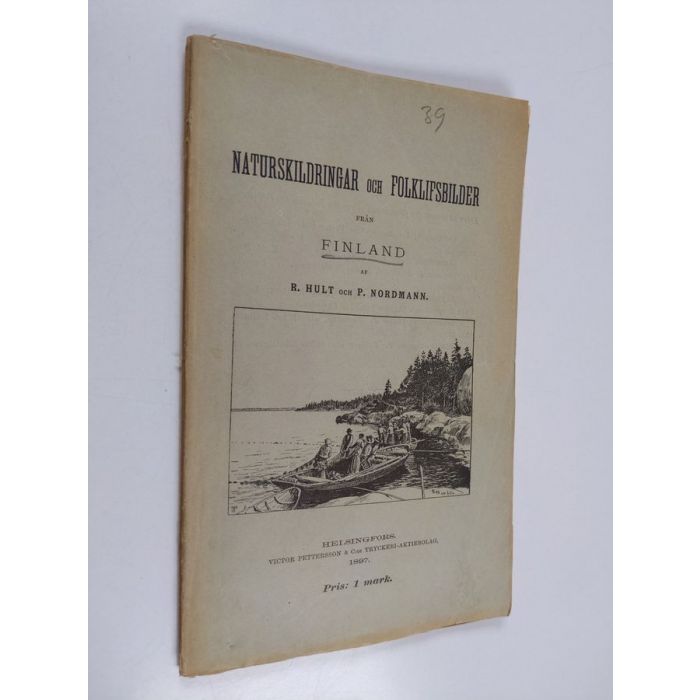 39
NATURSKILDRINGAR OCH FOLKLIFSBILDER
FRÅN
FINLAND
AF
R. HULT OCH P. NORDMANN.
HELSINGFORS.
VICTOR PETTERSSON & C:OS TRYCKERI-AKTIEBOLAG,
1897.
Pris: 1 mark.